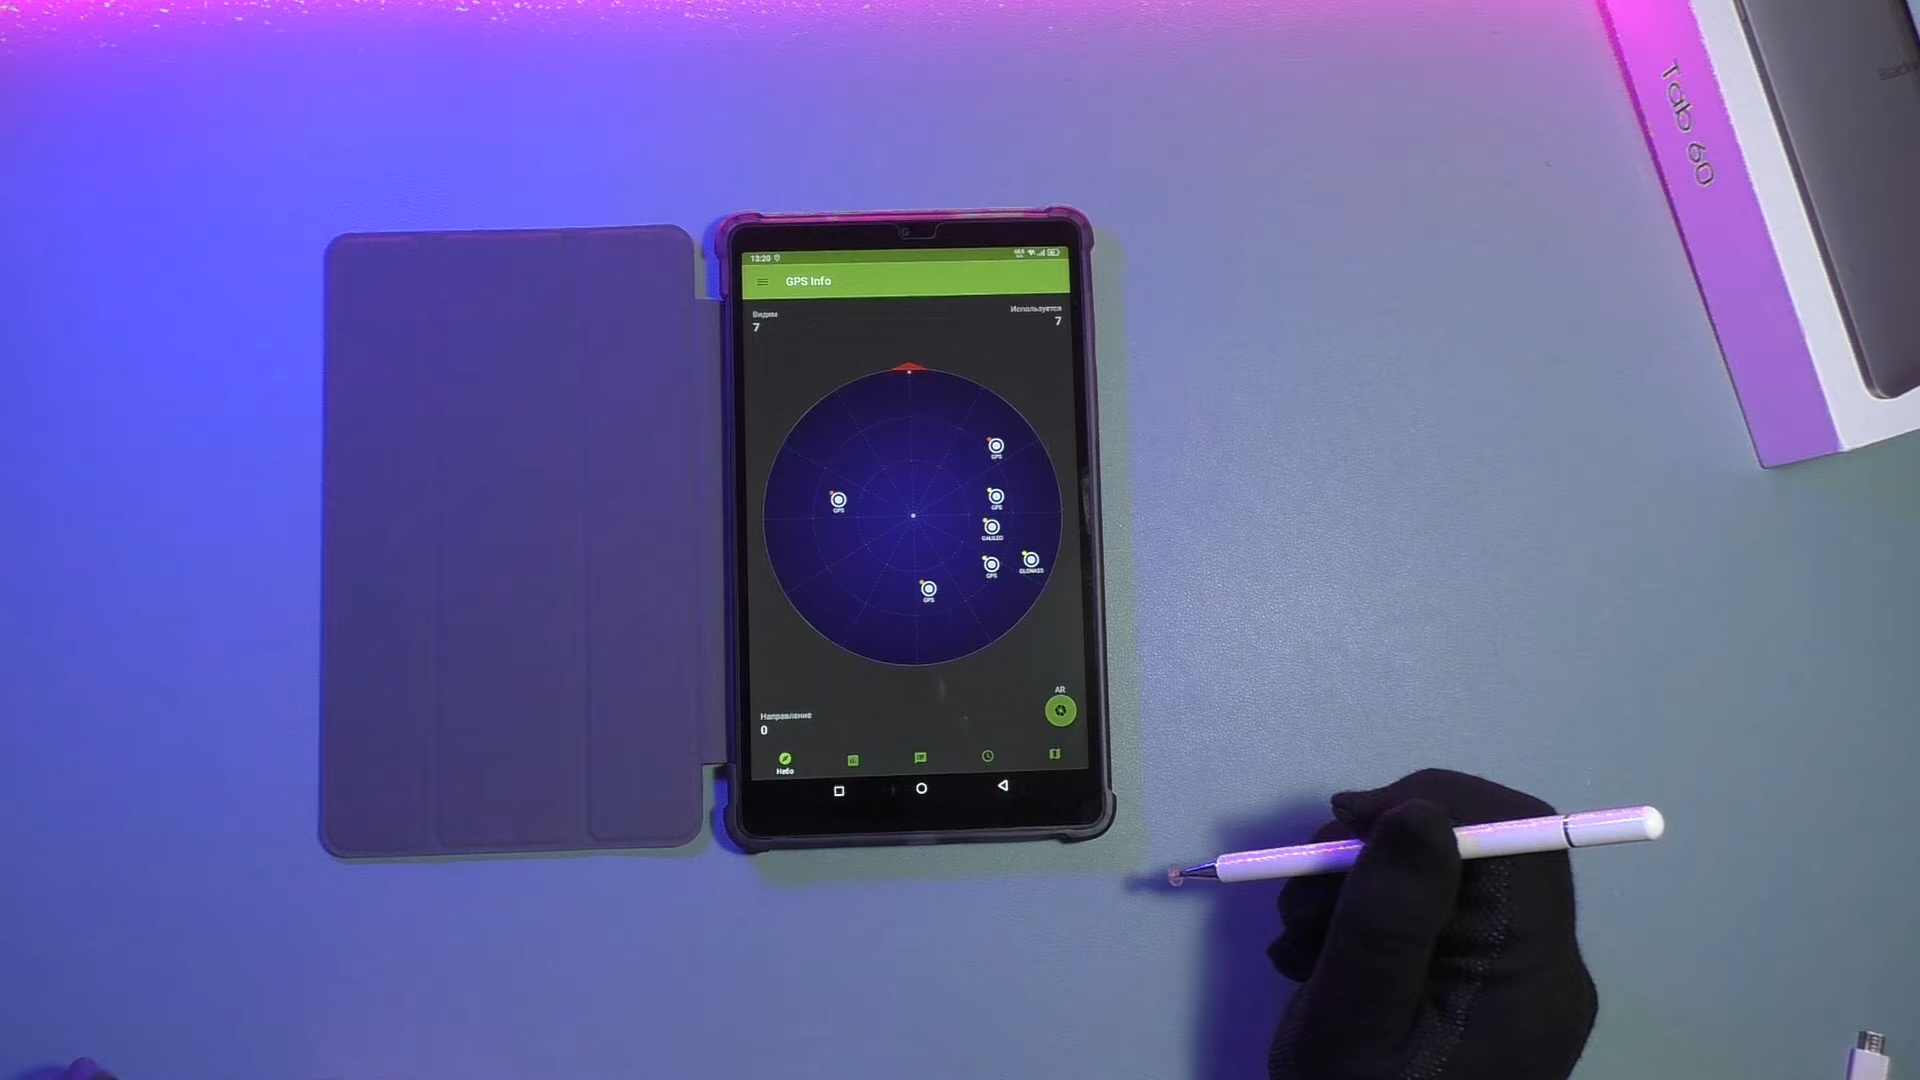 Tab 60
13:20
GPS Info
Видим
7
Используется
7
GPS
GPS
GPS
GALILEO
GPS
GLONASS
GPS
AR
Направление
0
Небо